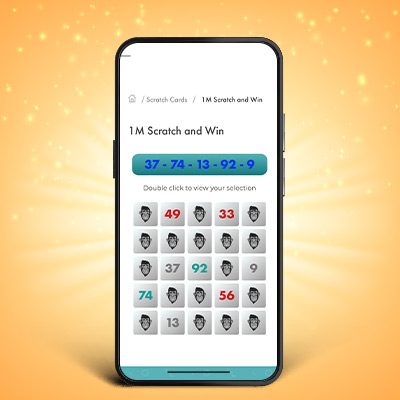 / Scratch Cards / 1M Scratch and Win
1M Scratch and Win
37 - 74 - 13 - 92 - 9
Double click to view your selection
49 33
37 92 9
74 56
13